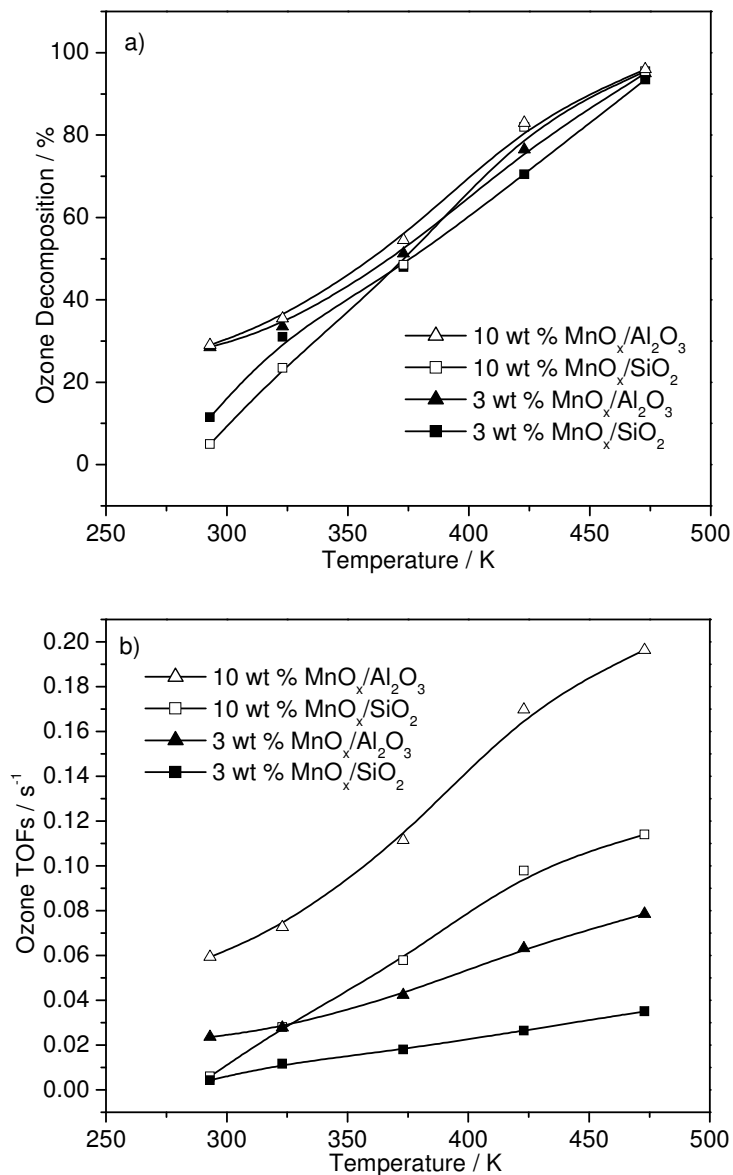 a)
100
80
60
40
20
0
Ozone Decomposition / %
10 wt % MnOₓ/Al₂O₃
10 wt % MnOₓ/SiO₂
3 wt % MnOₓ/Al₂O₃
3 wt % MnOₓ/SiO₂
250 300 350 400 450 500
Temperature / K
b)
0.20
0.18
0.16
0.14
0.12
0.10
0.08
0.06
0.04
0.02
0.00
Ozone TOFs / s⁻¹
10 wt % MnOₓ/Al₂O₃
10 wt % MnOₓ/SiO₂
3 wt % MnOₓ/Al₂O₃
3 wt % MnOₓ/SiO₂
250 300 350 400 450 500
Temperature / K